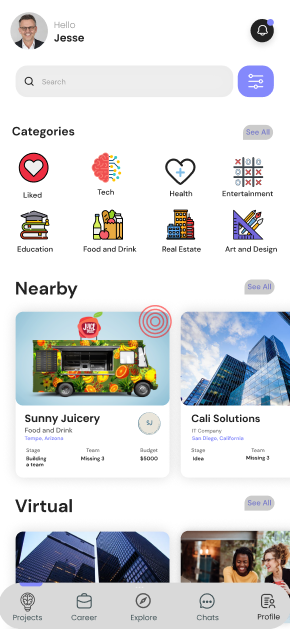 Hello
Jesse
Search
Categories
See All
Liked
Tech
Health
Entertainment
Education
Food and Drink
Real Estate
Art and Design
Nearby
See All
JUICE
Sunny Juicery
Food and Drink
Tempe, Arizona
SJ
Stage
Team
Budget
Building
a team
Missing 3
$5000
Cali Solutions
IT Company
San Diego, California
Stage
Team
Idea
Missing 3
Virtual
See All
Projects
Career
Explore
Chats
Profile